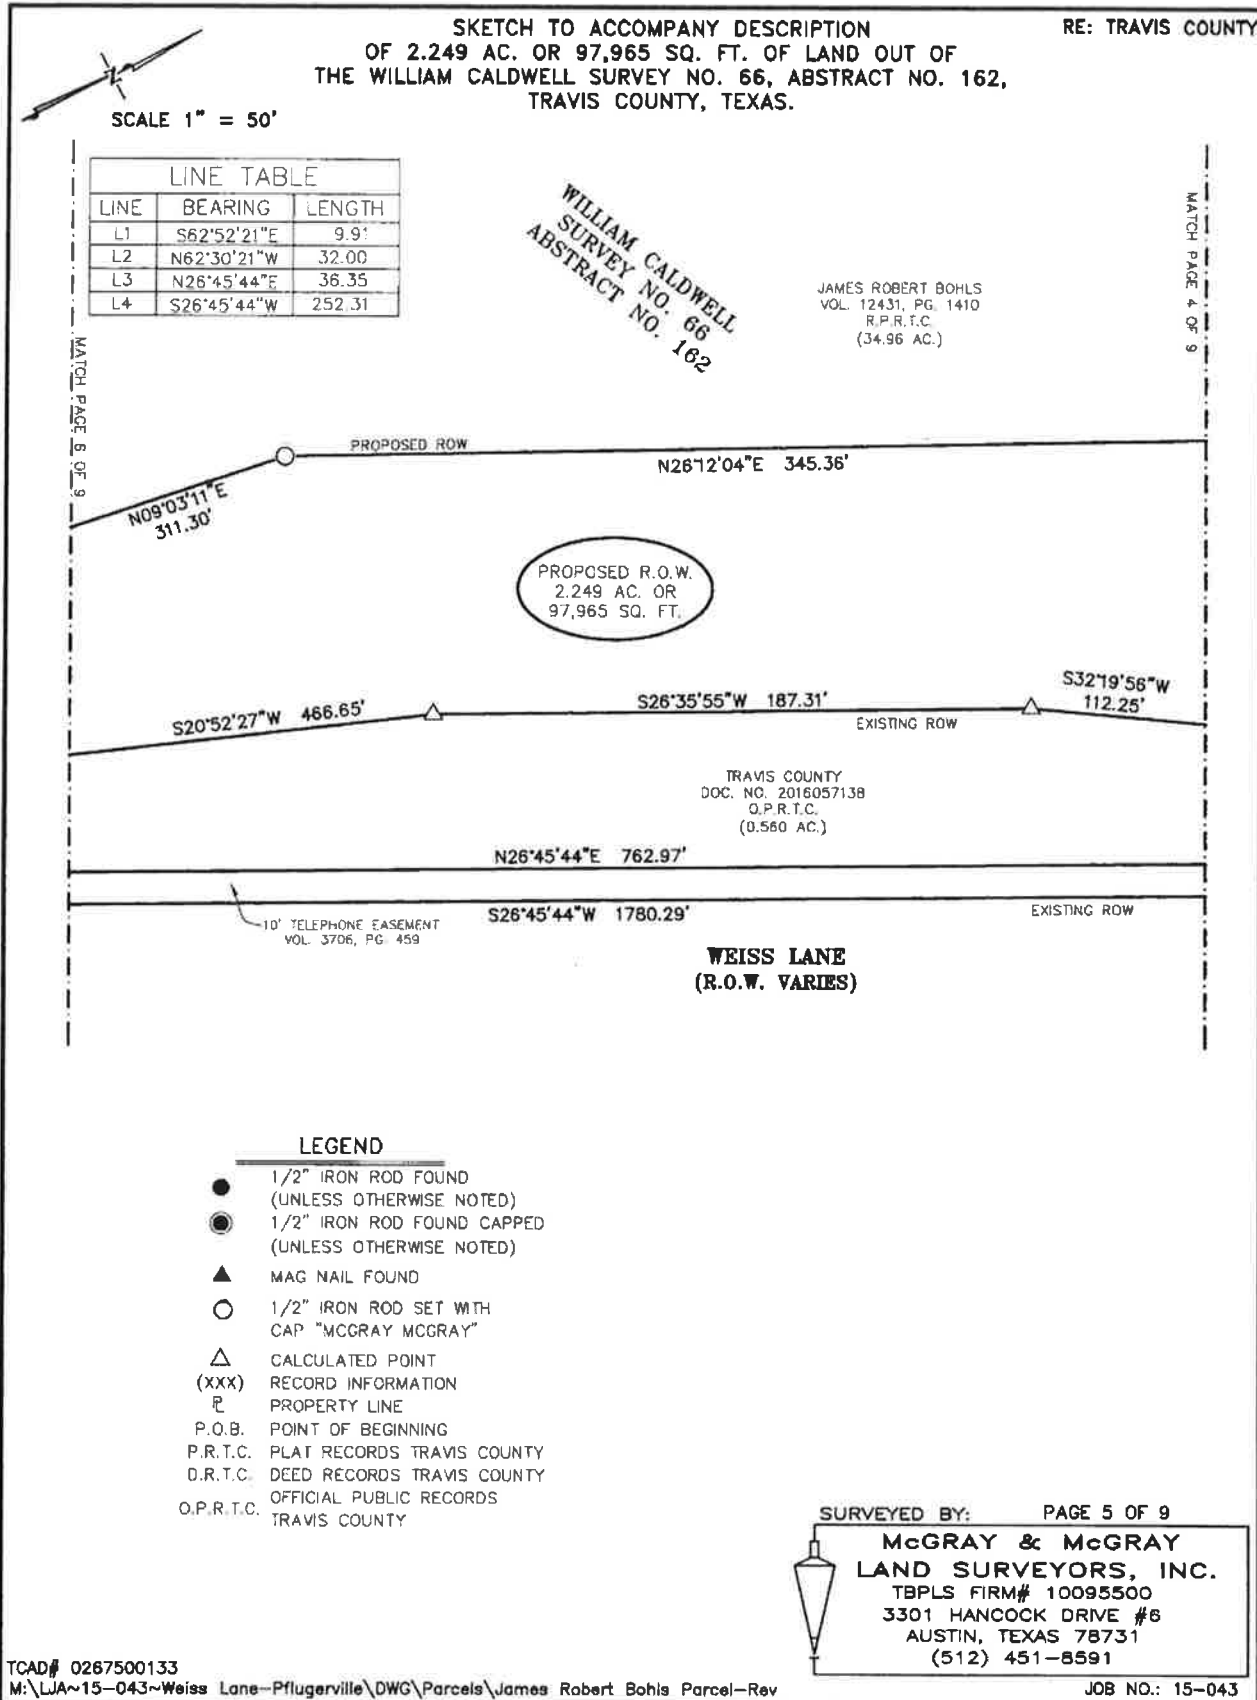 SKETCH TO ACCOMPANY DESCRIPTION
OF 2.249 AC. OR 97,965 SQ. FT. OF LAND OUT OF
THE WILLIAM CALDWELL SURVEY NO. 66, ABSTRACT NO. 162,
TRAVIS COUNTY, TEXAS.
RE: TRAVIS COUNTY
N
SCALE 1" = 50'
LINE TABLE
LINE BEARING LENGTH
L1 S62°52'21"E 9.91
L2 N62°30'21"W 32.00
L3 N26°45'44"E 36.35
L4 S26°45'44"W 252.31
WILLIAM CALDWELL
SURVEY NO. 66
ABSTRACT NO. 162
JAMES ROBERT BOHLS
VOL. 12431, PG. 1410
R.P.R.T.C.
(34.96 AC.)
MATCH PAGE 4 OF 9
MATCH PAGE 6 OF 9
PROPOSED ROW
N26°12'04"E 345.36'
N09°03'11"E
311.30'
PROPOSED R.O.W.
2.249 AC. OR
97,965 SQ. FT.
S20°52'27"W 466.65'
S26°35'55"W 187.31'
EXISTING ROW
S32°19'56"W
112.25'
TRAVIS COUNTY
DOC. NO. 2016057138
O.P.R.T.C.
(0.560 AC.)
N26°45'44"E 762.97'
S26°45'44"W 1780.29'
EXISTING ROW
10' TELEPHONE EASEMENT
VOL. 3706, PG. 459
WEISS LANE
(R.O.W. VARIES)
LEGEND
1/2" IRON ROD FOUND
(UNLESS OTHERWISE NOTED)
1/2" IRON ROD FOUND CAPPED
(UNLESS OTHERWISE NOTED)
MAG NAIL FOUND
1/2" IRON ROD SET WITH
CAP "MCGRAY MCGRAY"
CALCULATED POINT
(XXX) RECORD INFORMATION
PL PROPERTY LINE
P.O.B. POINT OF BEGINNING
P.R.T.C. PLAT RECORDS TRAVIS COUNTY
D.R.T.C. DEED RECORDS TRAVIS COUNTY
O.P.R.T.C. OFFICIAL PUBLIC RECORDS
TRAVIS COUNTY
SURVEYED BY: PAGE 5 OF 9
McGRAY & McGRAY
LAND SURVEYORS, INC.
TBPLS FIRM# 10095500
3301 HANCOCK DRIVE #6
AUSTIN, TEXAS 78731
(512) 451-8591
TCAD# 0267500133
M:\LJA~15-043~Weiss Lane-Pflugerville\DWG\Parcels\James Robert Bohls Parcel-Rev
JOB NO.: 15-043